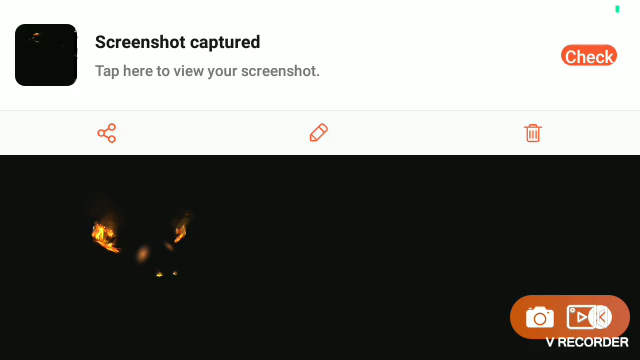 Screenshot captured
Tap here to view your screenshot.
Check
V RECORDER